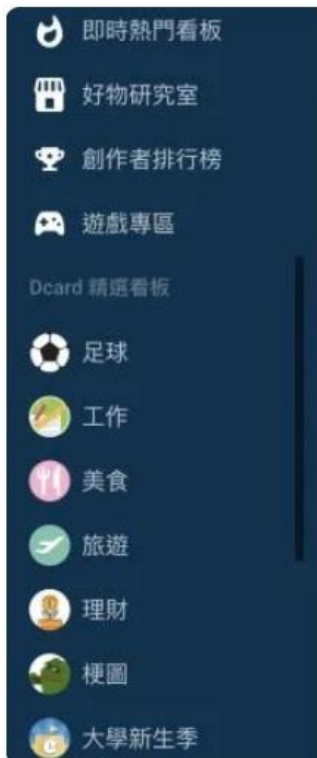 即時熱門看板
好物研究室
創作者排行榜
遊戲專區
Dcard 精選看板
足球
工作
美食
旅遊
理財
梗圖
大學新生季